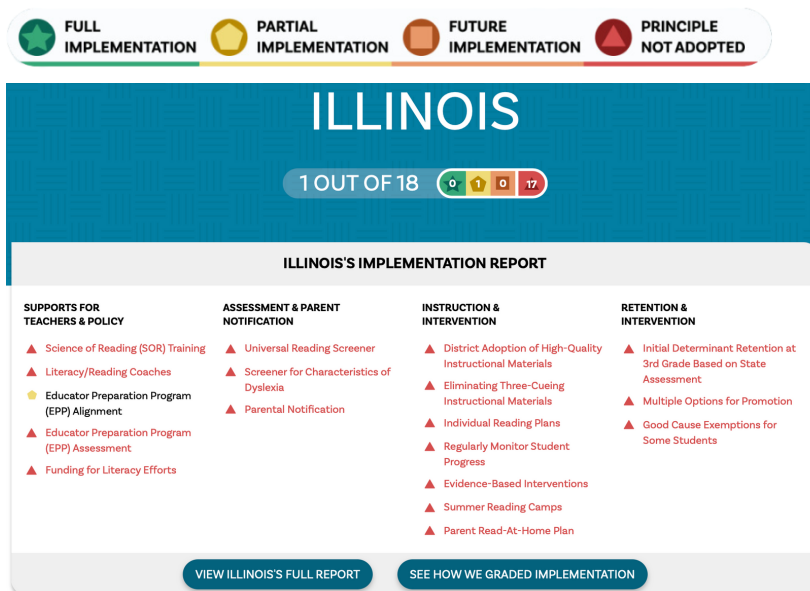 FULL
IMPLEMENTATION
PARTIAL
IMPLEMENTATION
FUTURE
IMPLEMENTATION
PRINCIPLE
NOT ADOPTED
ILLINOIS
1 OUT OF 18
0 1 0 17
ILLINOIS'S IMPLEMENTATION REPORT
SUPPORTS FOR
TEACHERS & POLICY
Science of Reading (SOR) Training
Literacy/Reading Coaches
Educator Preparation Program
(EPP) Alignment
Educator Preparation Program
(EPP) Assessment
Funding for Literacy Efforts
ASSESSMENT & PARENT
NOTIFICATION
Universal Reading Screener
Screener for Characteristics of
Dyslexia
Parental Notification
INSTRUCTION &
INTERVENTION
District Adoption of High-Quality
Instructional Materials
Eliminating Three-Cueing
Instructional Materials
Individual Reading Plans
Regularly Monitor Student
Progress
Evidence-Based Interventions
Summer Reading Camps
Parent Read-At-Home Plan
RETENTION &
INTERVENTION
Initial Determinant Retention at
3rd Grade Based on State
Assessment
Multiple Options for Promotion
Good Cause Exemptions for
Some Students
VIEW ILLINOIS'S FULL REPORT
SEE HOW WE GRADED IMPLEMENTATION